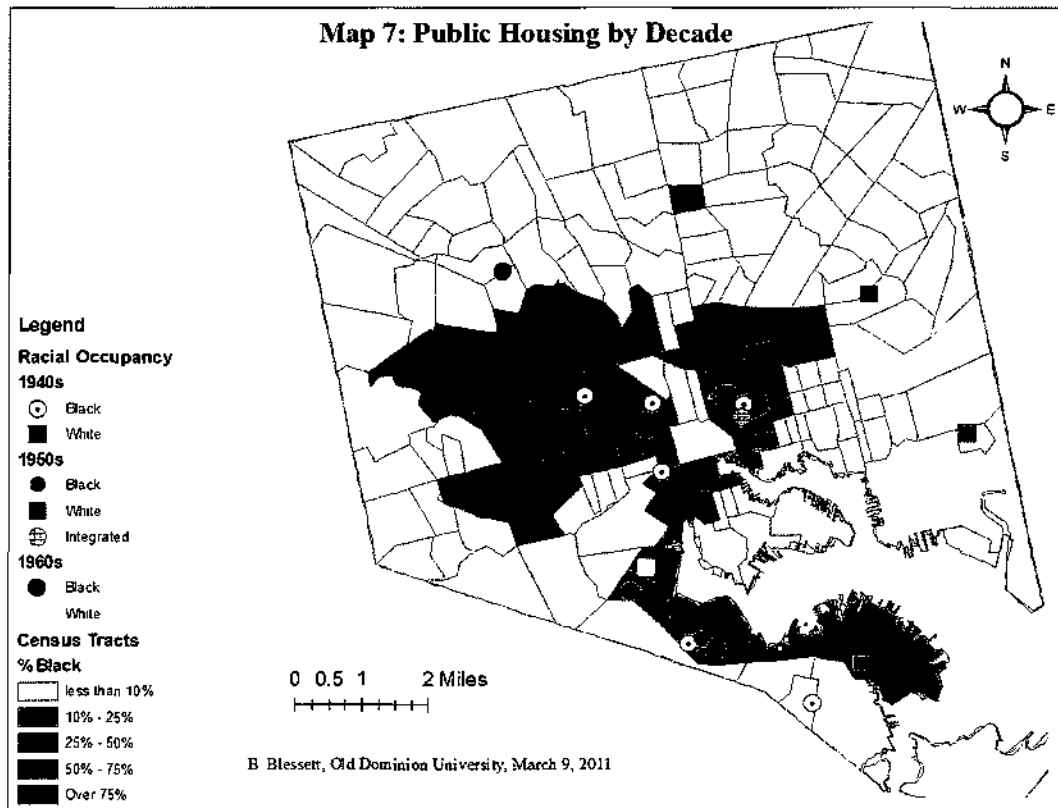 Map 7: Public Housing by Decade
N
W E
S
Legend
Racial Occupancy
1940s
Black
White
1950s
Black
White
Integrated
1960s
Black
White
Census Tracts
% Black
less than 10%
10% - 25%
25% - 50%
50% - 75%
Over 75%
0 0.5 1 2 Miles
B Blessett, Old Dominion University, March 9, 2011